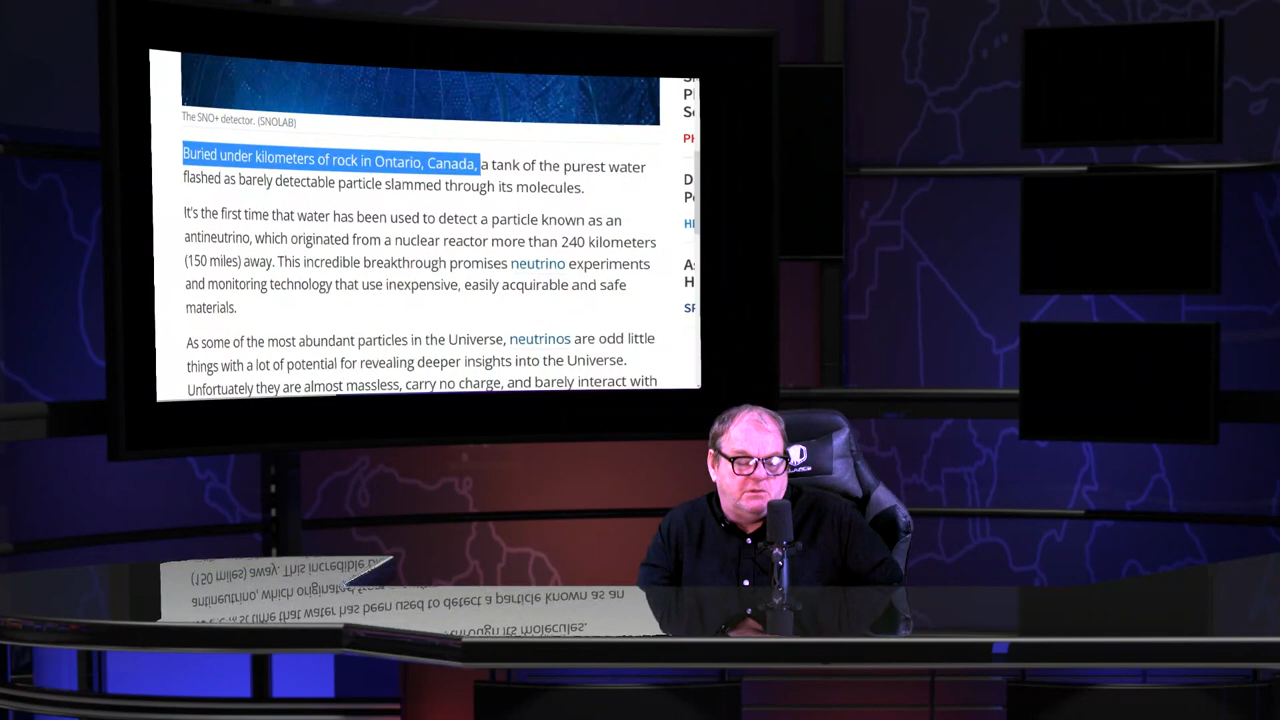 The SNO+ detector. (SNOLAB)
Buried under kilometers of rock in Ontario, Canada, a tank of the purest water
flashed as barely detectable particle slammed through its molecules.
It's the first time that water has been used to detect a particle known as an
antineutrino, which originated from a nuclear reactor more than 240 kilometers
(150 miles) away. This incredible breakthrough promises neutrino experiments
and monitoring technology that use inexpensive, easily acquirable and safe
materials.
As some of the most abundant particles in the Universe, neutrinos are odd little
things with a lot of potential for revealing deeper insights into the Universe.
Unfortuately they are almost massless, carry no charge, and barely interact with